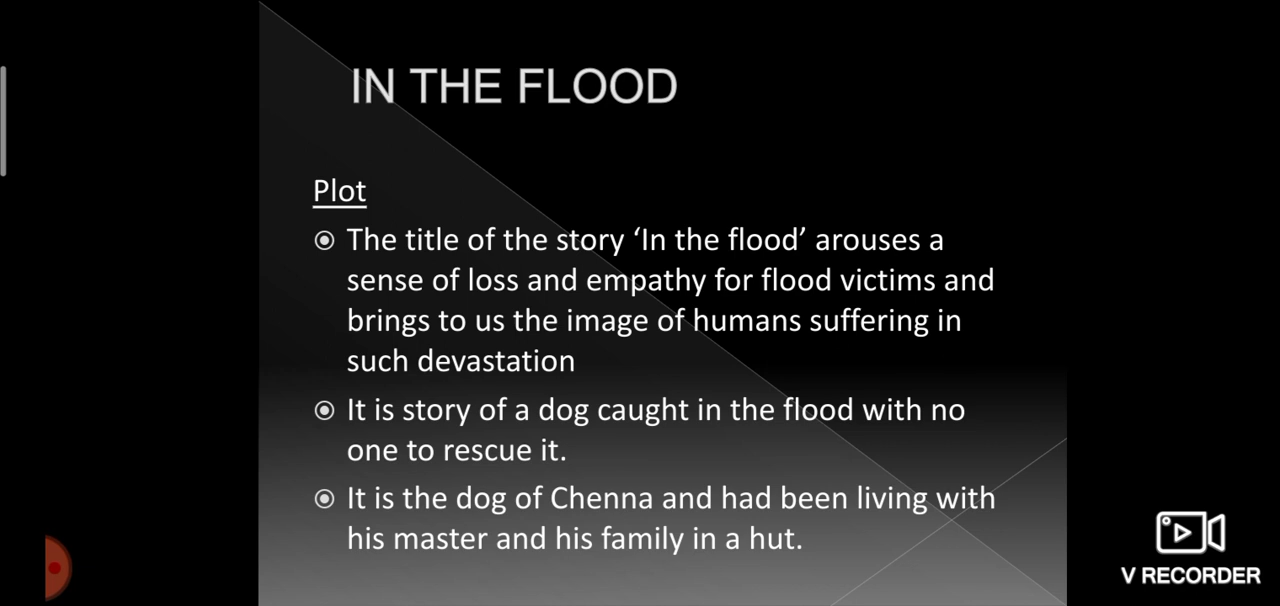 IN THE FLOOD
Plot
The title of the story ‘In the flood’ arouses a
sense of loss and empathy for flood victims and
brings to us the image of humans suffering in
such devastation
It is story of a dog caught in the flood with no
one to rescue it.
It is the dog of Chenna and had been living with
his master and his family in a hut.
V RECORDER